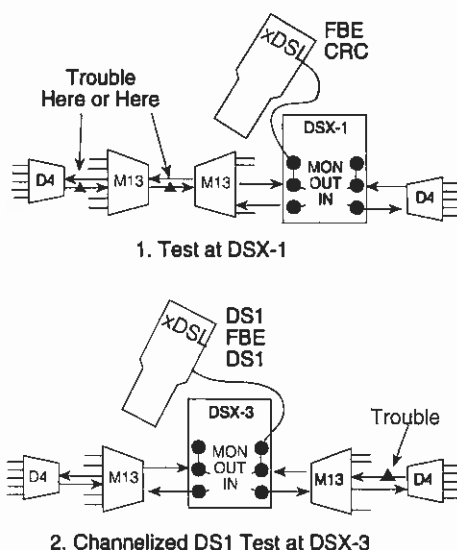 xDSL
FBE
CRC
Trouble
Here or Here
DSX-1
D4
M13
M13
MON
OUT
IN
D4
1. Test at DSX-1
xDSL
DS1
FBE
DS1
DSX-3
Trouble
D4
M13
MON
OUT
IN
M13
D4
2. Channelized DS1 Test at DSX-3